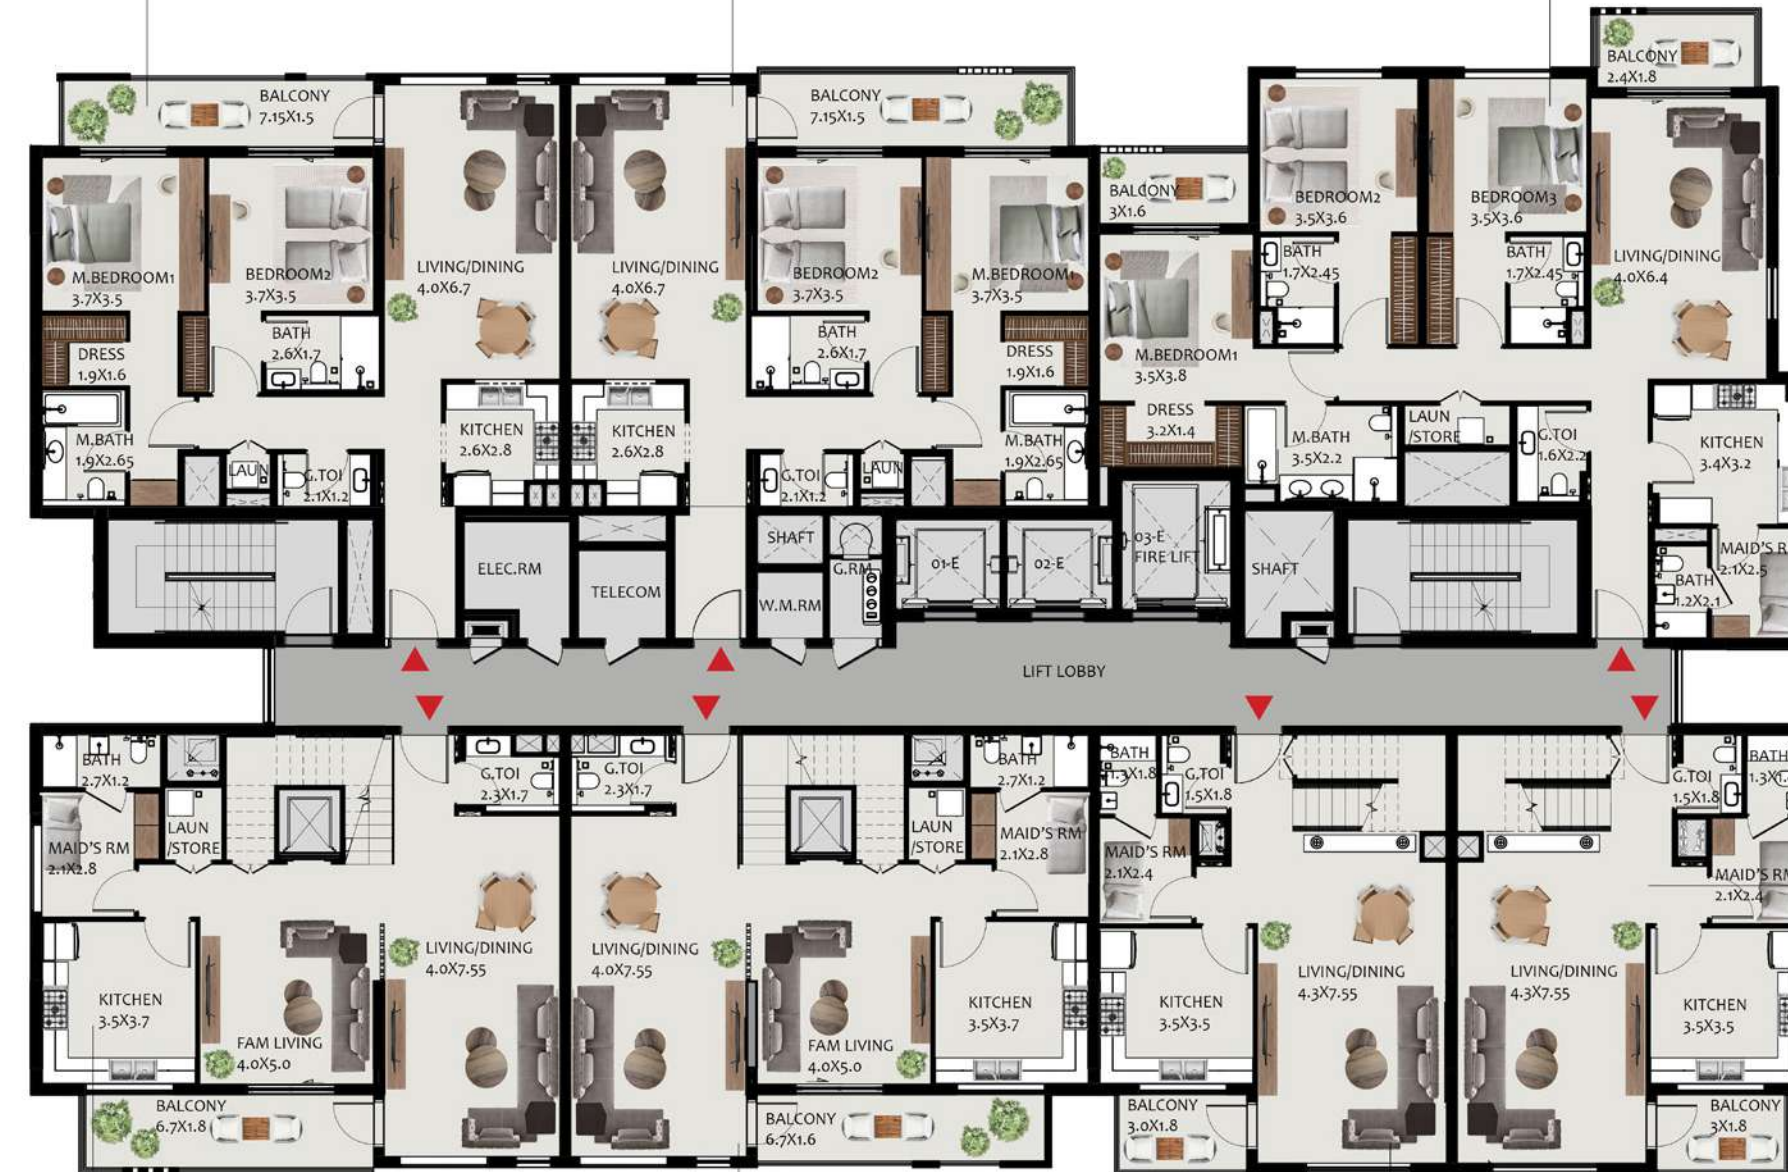 BALCONY
7.15X1.5
M.BEDROOM1
3.7X3.5
BEDROOM2
3.7X3.5
LIVING/DINING
4.0X6.7
DRESS
1.9X1.6
BATH
2.6X1.7
M.BATH
1.9X2.65
LAUN
G.TOI
2.1X1.2
KITCHEN
2.6X2.8
LIVING/DINING
4.0X6.7
BALCONY
7.15X1.5
BEDROOM2
3.7X3.5
M.BEDROOM1
3.7X3.5
BATH
2.6X1.7
DRESS
1.9X1.6
KITCHEN
2.6X2.8
G.TOI
2.1X1.2
LAUN
M.BATH
1.9X2.65
BALCONY
3X1.6
M.BEDROOM1
3.5X3.8
DRESS
3.2X1.4
BEDROOM2
3.5X3.6
BATH
1.7X2.45
BEDROOM3
3.5X3.6
BATH
1.7X2.45
BALCONY
2.4X1.8
LIVING/DINING
4.0X6.4
M.BATH
3.5X2.2
LAUN
/STORE
G.TOI
1.6X2.2
KITCHEN
3.4X3.2
MAID'S R
2.1X2.5
BATH
1.2X2.1
ELEC.RM
TELECOM
SHAFT
W.M.RM
G.RM
01-E
02-E
03-E
FIRE LIFT
SHAFT
LIFT LOBBY
BATH
2.7X1.2
MAID'S RM
2.1X2.8
LAUN
/STORE
G.TOI
2.3X1.7
KITCHEN
3.5X3.7
FAM LIVING
4.0X5.0
LIVING/DINING
4.0X7.55
BALCONY
6.7X1.8
G.TOI
2.3X1.7
LIVING/DINING
4.0X7.55
BATH
2.7X1.2
LAUN
/STORE
MAID'S RM
2.1X2.8
FAM LIVING
4.0X5.0
KITCHEN
3.5X3.7
BALCONY
6.7X1.6
BATH
1.3X1.8
G.TOI
1.5X1.8
MAID'S RM
2.1X2.4
KITCHEN
3.5X3.5
LIVING/DINING
4.3X7.55
BALCONY
3.0X1.8
LIVING/DINING
4.3X7.55
G.TOI
1.5X1.8
BATH
1.3X1.
MAID'S RM
2.1X2.4
KITCHEN
3.5X3.5
BALCONY
3X1.8